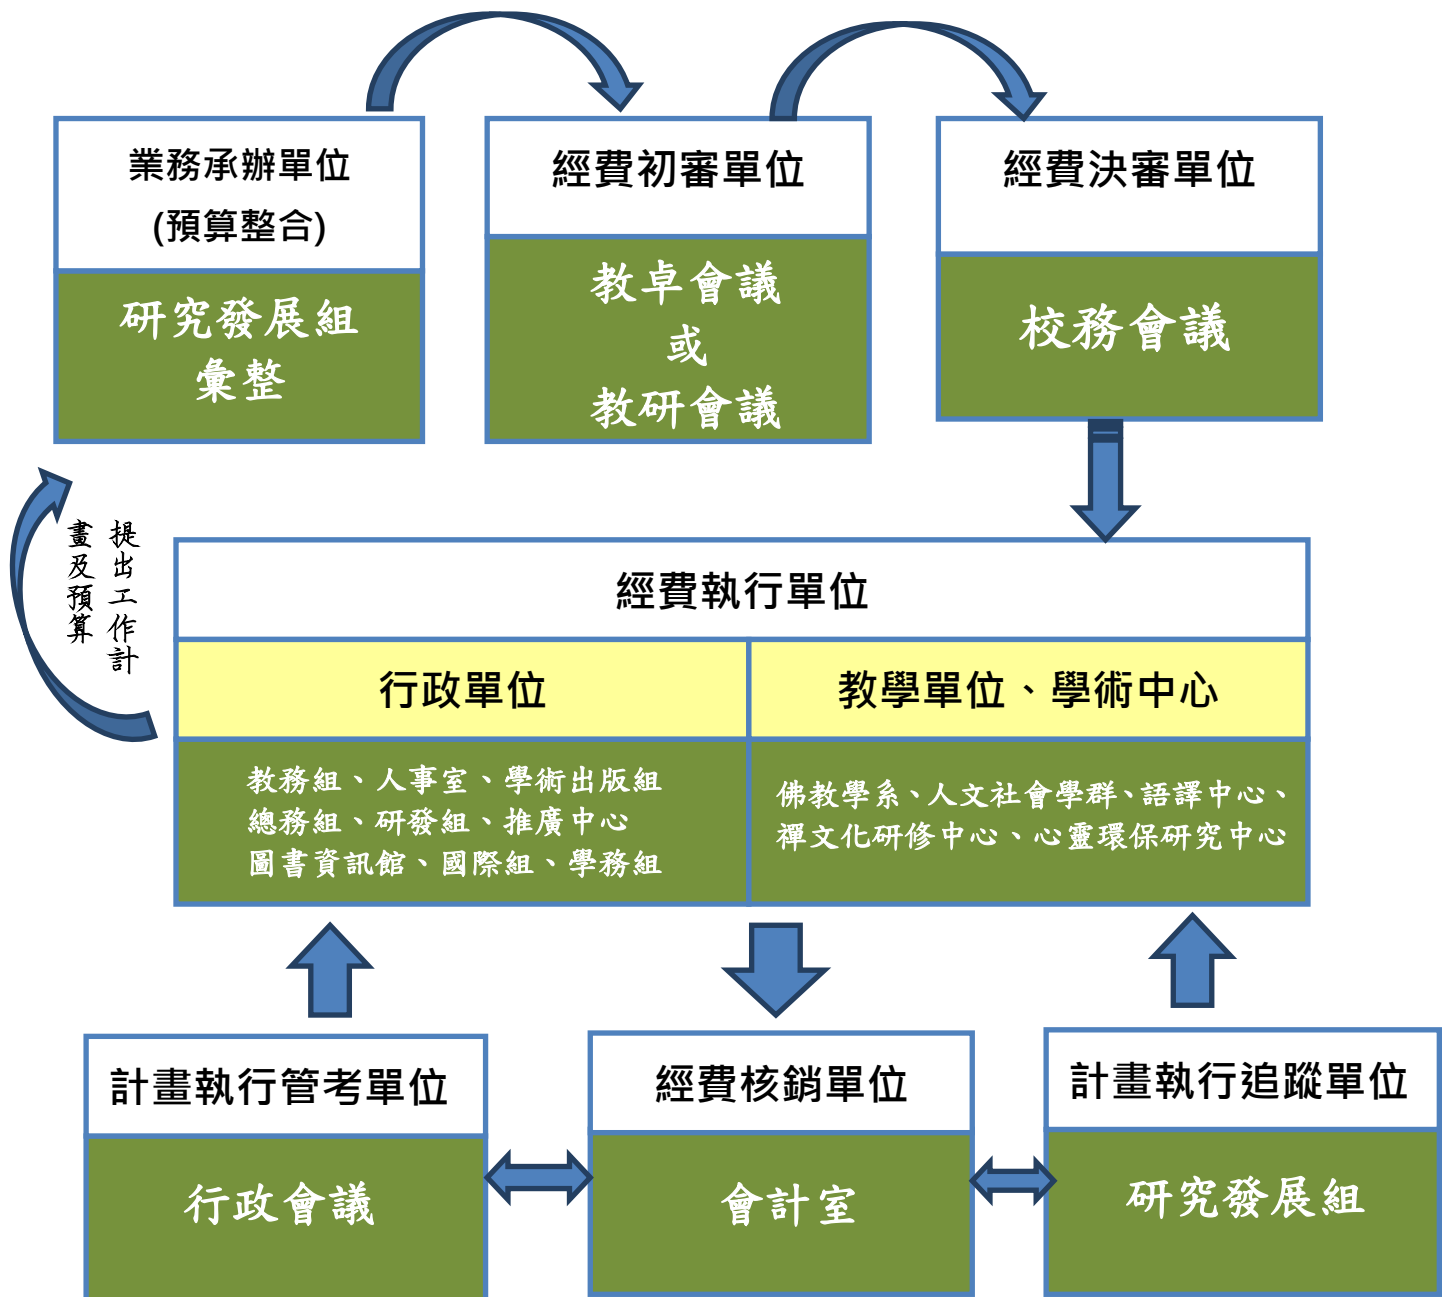 業務承辦單位
(預算整合)
研究發展組
彙整
經費初審單位
教卓會議
或
教研會議
經費決審單位
校務會議
提出工作計
畫及預算
經費執行單位
行政單位
教務組、人事室、學術出版組
總務組、研發組、推廣中心
圖書資訊館、國際組、學務組
教學單位、學術中心
佛教學系、人文社會學群、語譯中心、
禪文化研修中心、心靈環保研究中心
計畫執行管考單位
行政會議
經費核銷單位
會計室
計畫執行追蹤單位
研究發展組